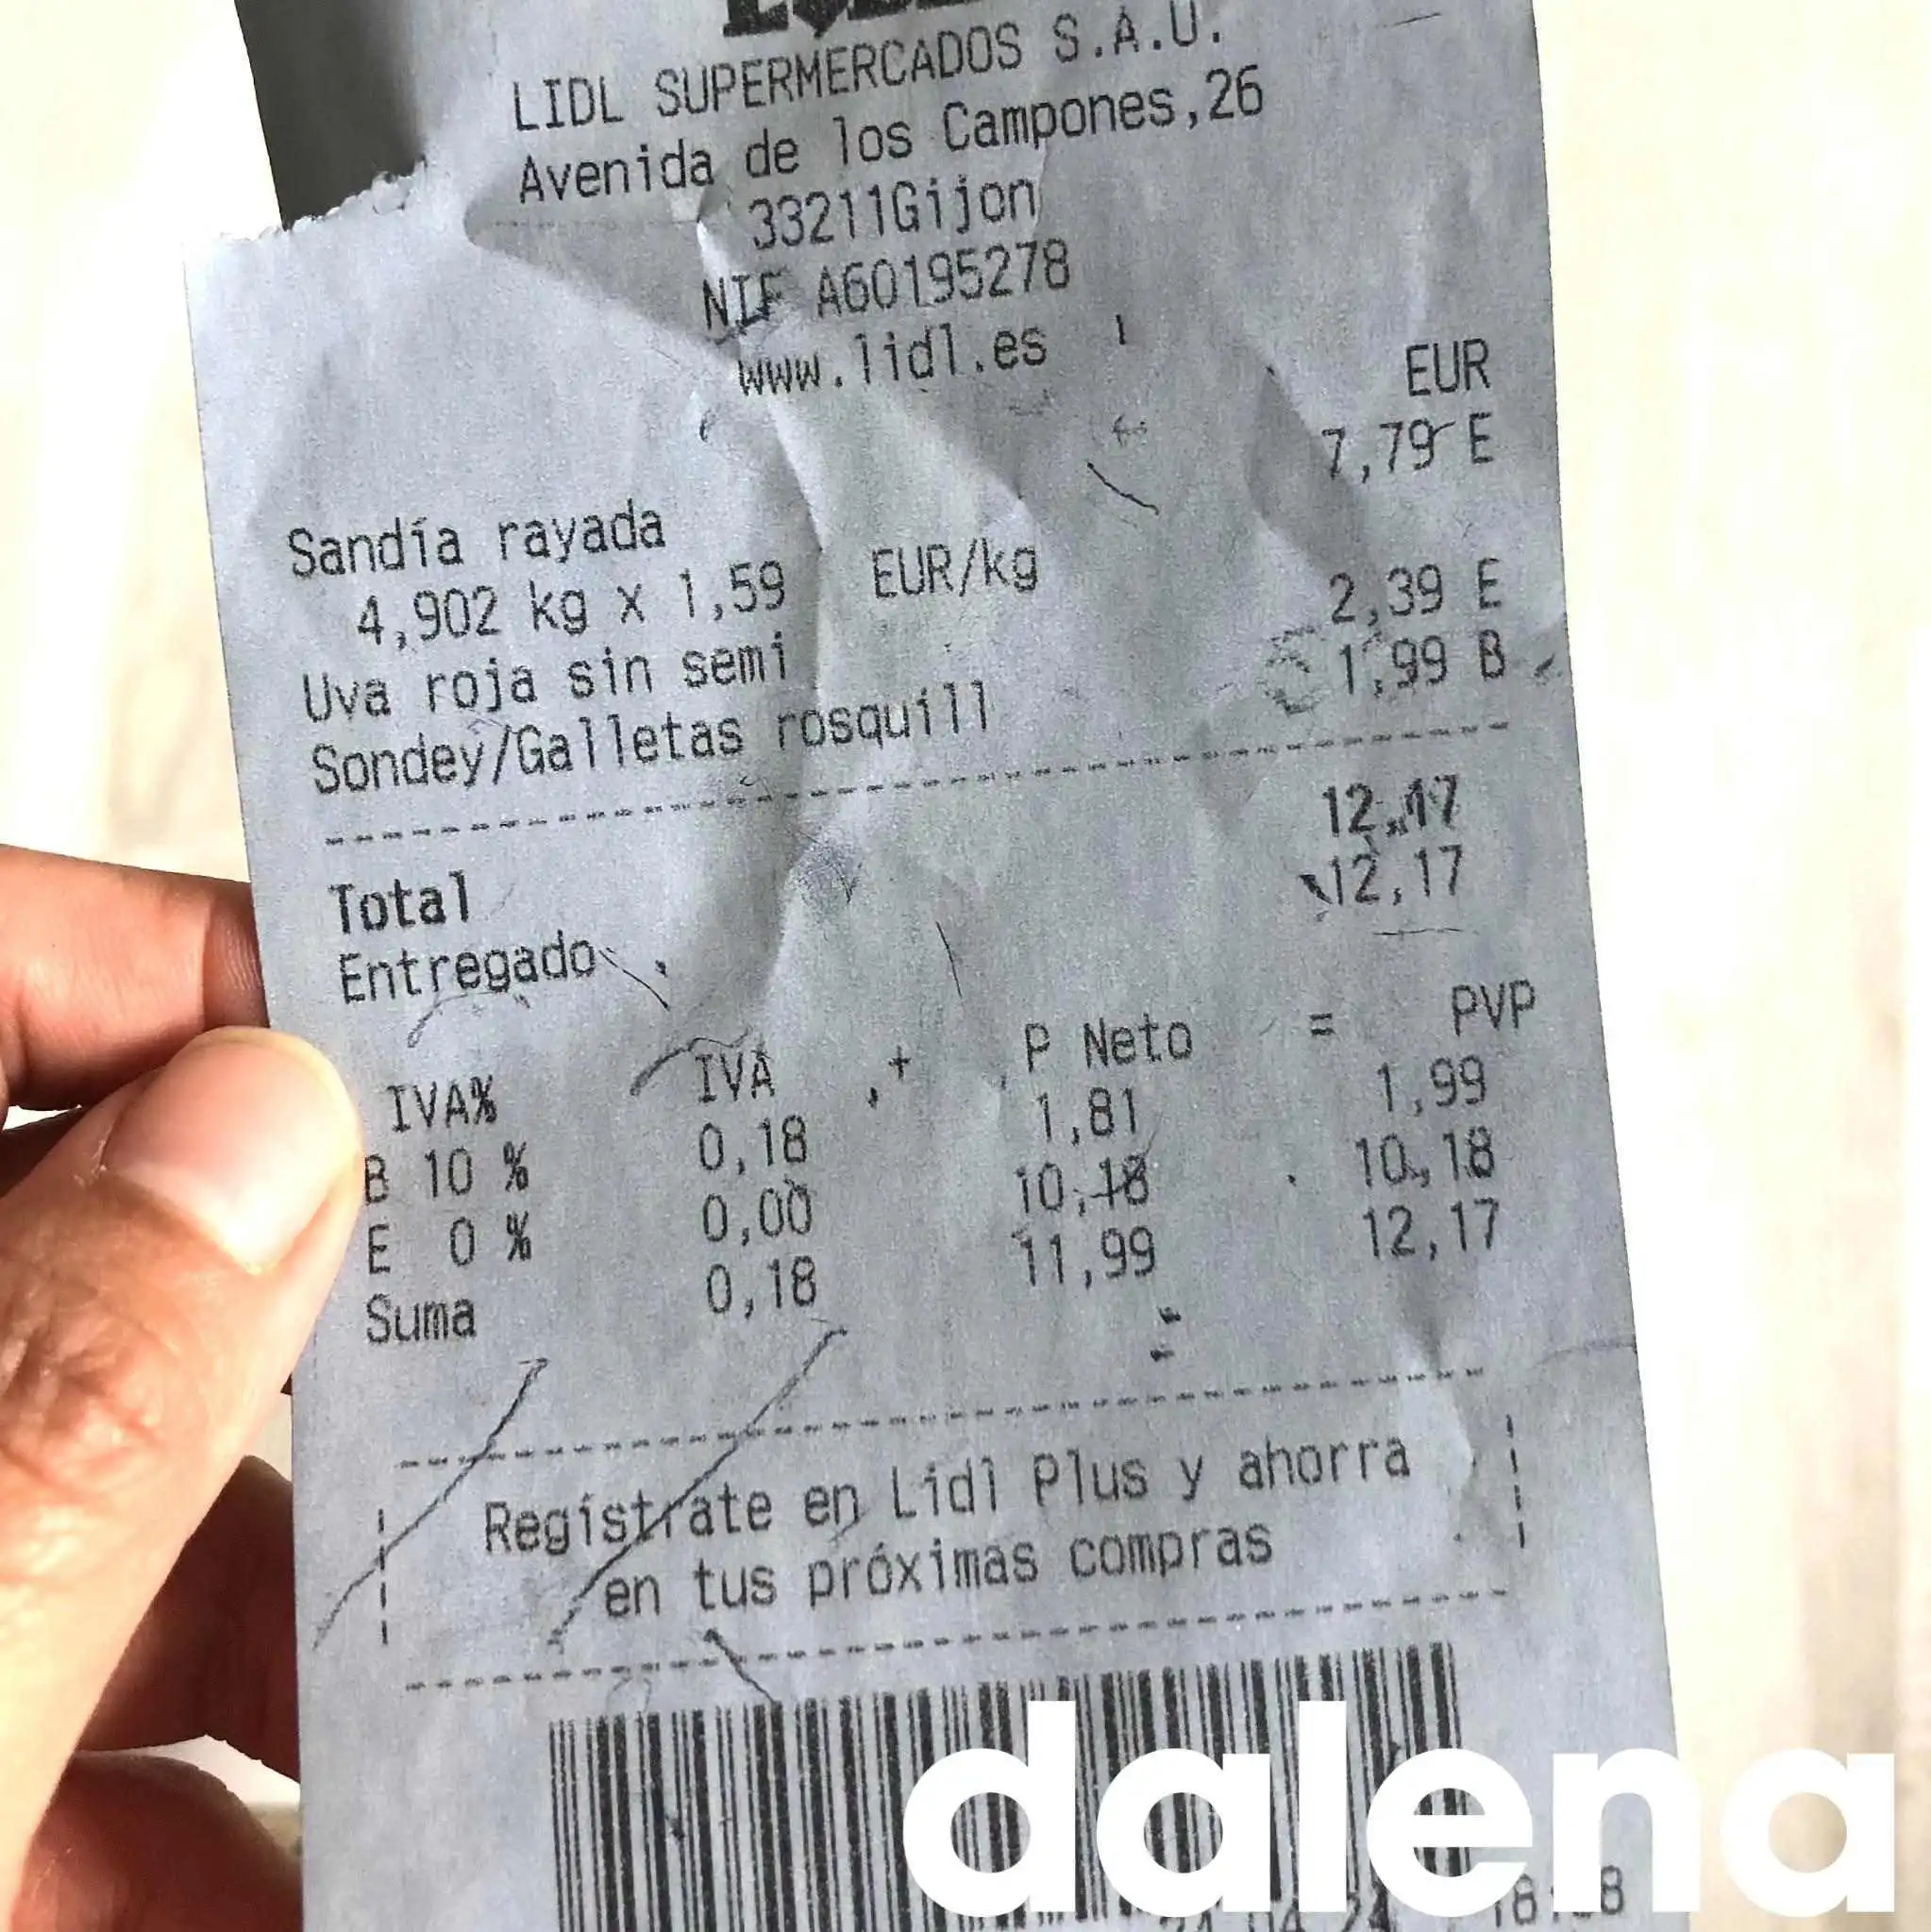 LIDL SUPERMERCADOS S.A.U.
Avenida de los Campones,26
33211Gijon
NIF A60195278
www.lidl.es
EUR
Sandía rayada 7,79 E
4,902 kg x 1,59 EUR/kg
Uva roja sin semi 2,39 E
Sondey/Galletas rosquill 1,99 B
Total 12,17
Entregado 12,17
IVA% IVA + P Neto = PVP
B 10 % 0,18 1,81 1,99
E 0 % 0,00 10,18 10,18
Suma 0,18 11,99 12,17
Regístrate en Lidl Plus y ahorra
en tus próximas compras
dalena